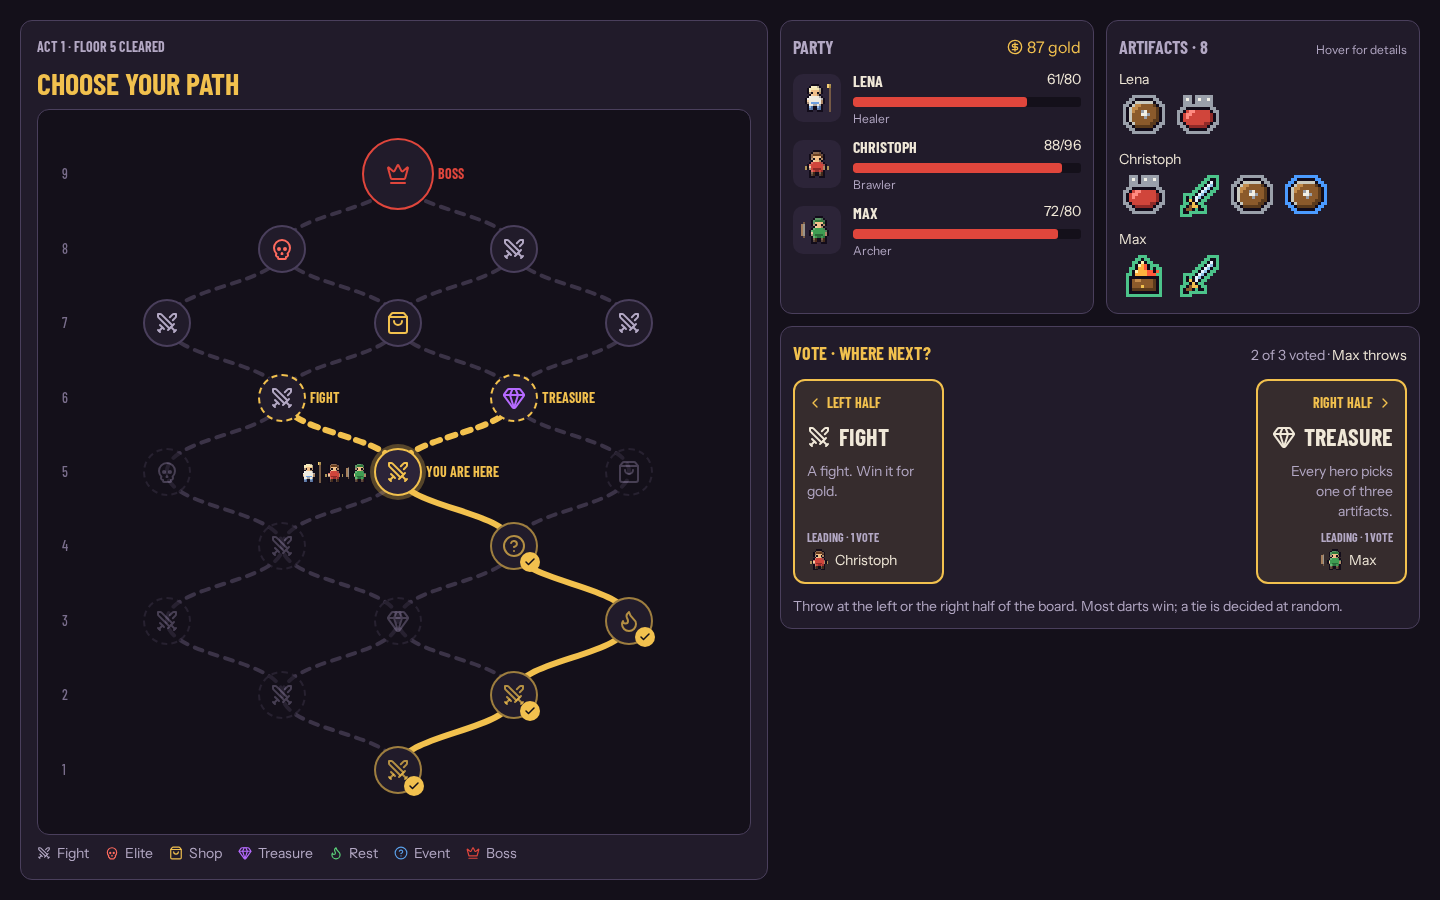 ACT 1 · FLOOR 5 CLEARED
CHOOSE YOUR PATH
9
BOSS
8
7
6
FIGHT
TREASURE
5
YOU ARE HERE
4
3
2
1
Fight
Elite
Shop
Treasure
Rest
Event
Boss
PARTY
87 gold
LENA
61/80
Healer
CHRISTOPH
88/96
Brawler
MAX
72/80
Archer
ARTIFACTS · 8
Hover for details
Lena
Christoph
Max
VOTE · WHERE NEXT?
2 of 3 voted · Max throws
LEFT HALF
FIGHT
A fight. Win it for
gold.
LEADING · 1 VOTE
Christoph
RIGHT HALF
TREASURE
Every hero picks
one of three
artifacts.
LEADING · 1 VOTE
Max
Throw at the left or the right half of the board. Most darts win; a tie is decided at random.